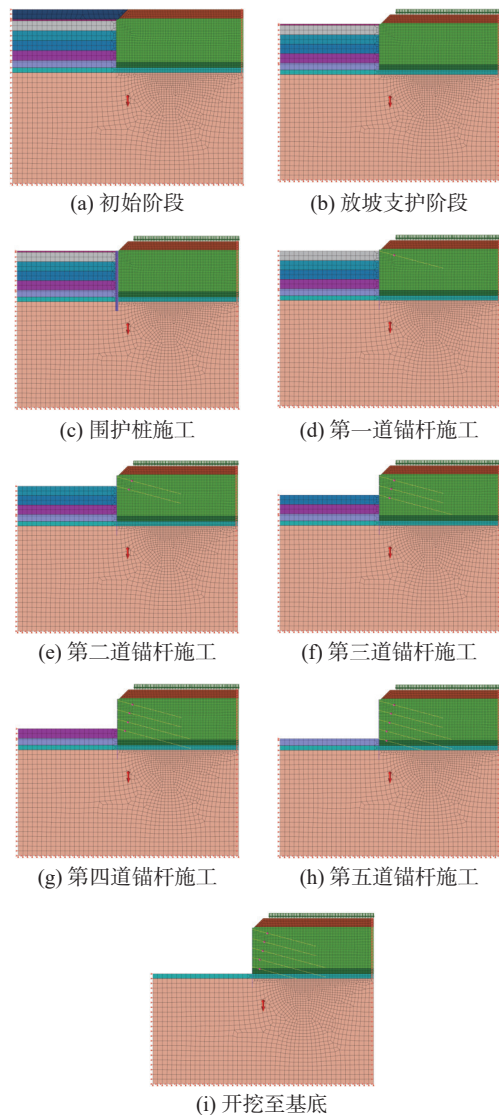 (a) 初始阶段
(b) 放坡支护阶段
(c) 围护桩施工
(d) 第一道锚杆施工
(e) 第二道锚杆施工
(f) 第三道锚杆施工
(g) 第四道锚杆施工
(h) 第五道锚杆施工
(i) 开挖至基底